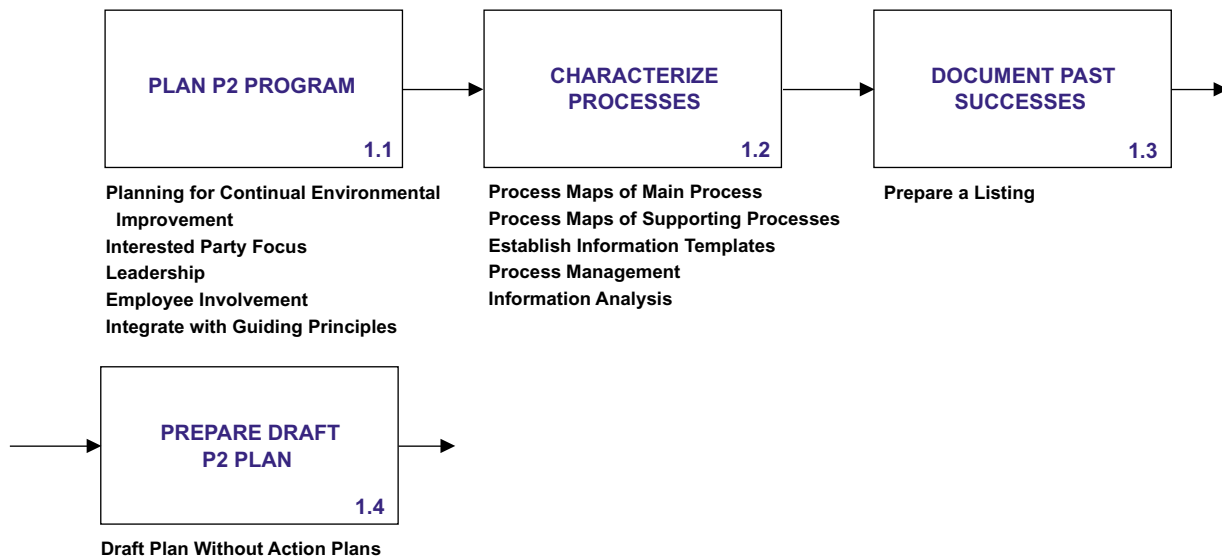 PLAN P2 PROGRAM
1.1
Planning for Continual Environmental
Improvement
Interested Party Focus
Leadership
Employee Involvement
Integrate with Guiding Principles
CHARACTERIZE
PROCESSES
1.2
Process Maps of Main Process
Process Maps of Supporting Processes
Establish Information Templates
Process Management
Information Analysis
DOCUMENT PAST
SUCCESSES
1.3
Prepare a Listing
PREPARE DRAFT
P2 PLAN
1.4
Draft Plan Without Action Plans